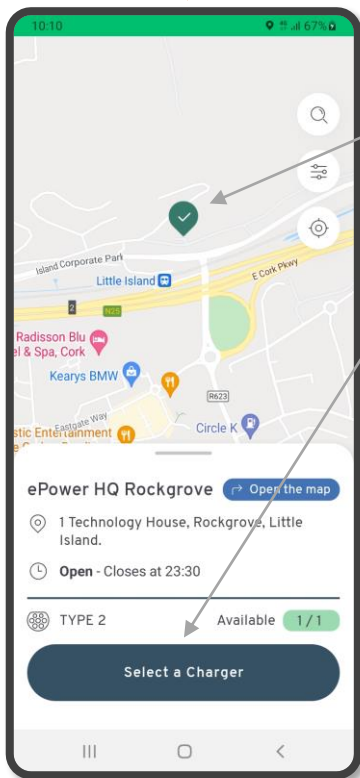 10:10
67%
Island Corporate Park
Little Island
E Cork Pkwy
2
N25
Radisson Blu
el & Spa, Cork
Kearys BMW
R623
Eastgate Way
Circle K
stic Entertainment
ePower HQ Rockgrove
Open the map
1 Technology House, Rockgrove, Little
Island.
Open - Closes at 23:30
TYPE 2
Available
1/1
Select a Charger